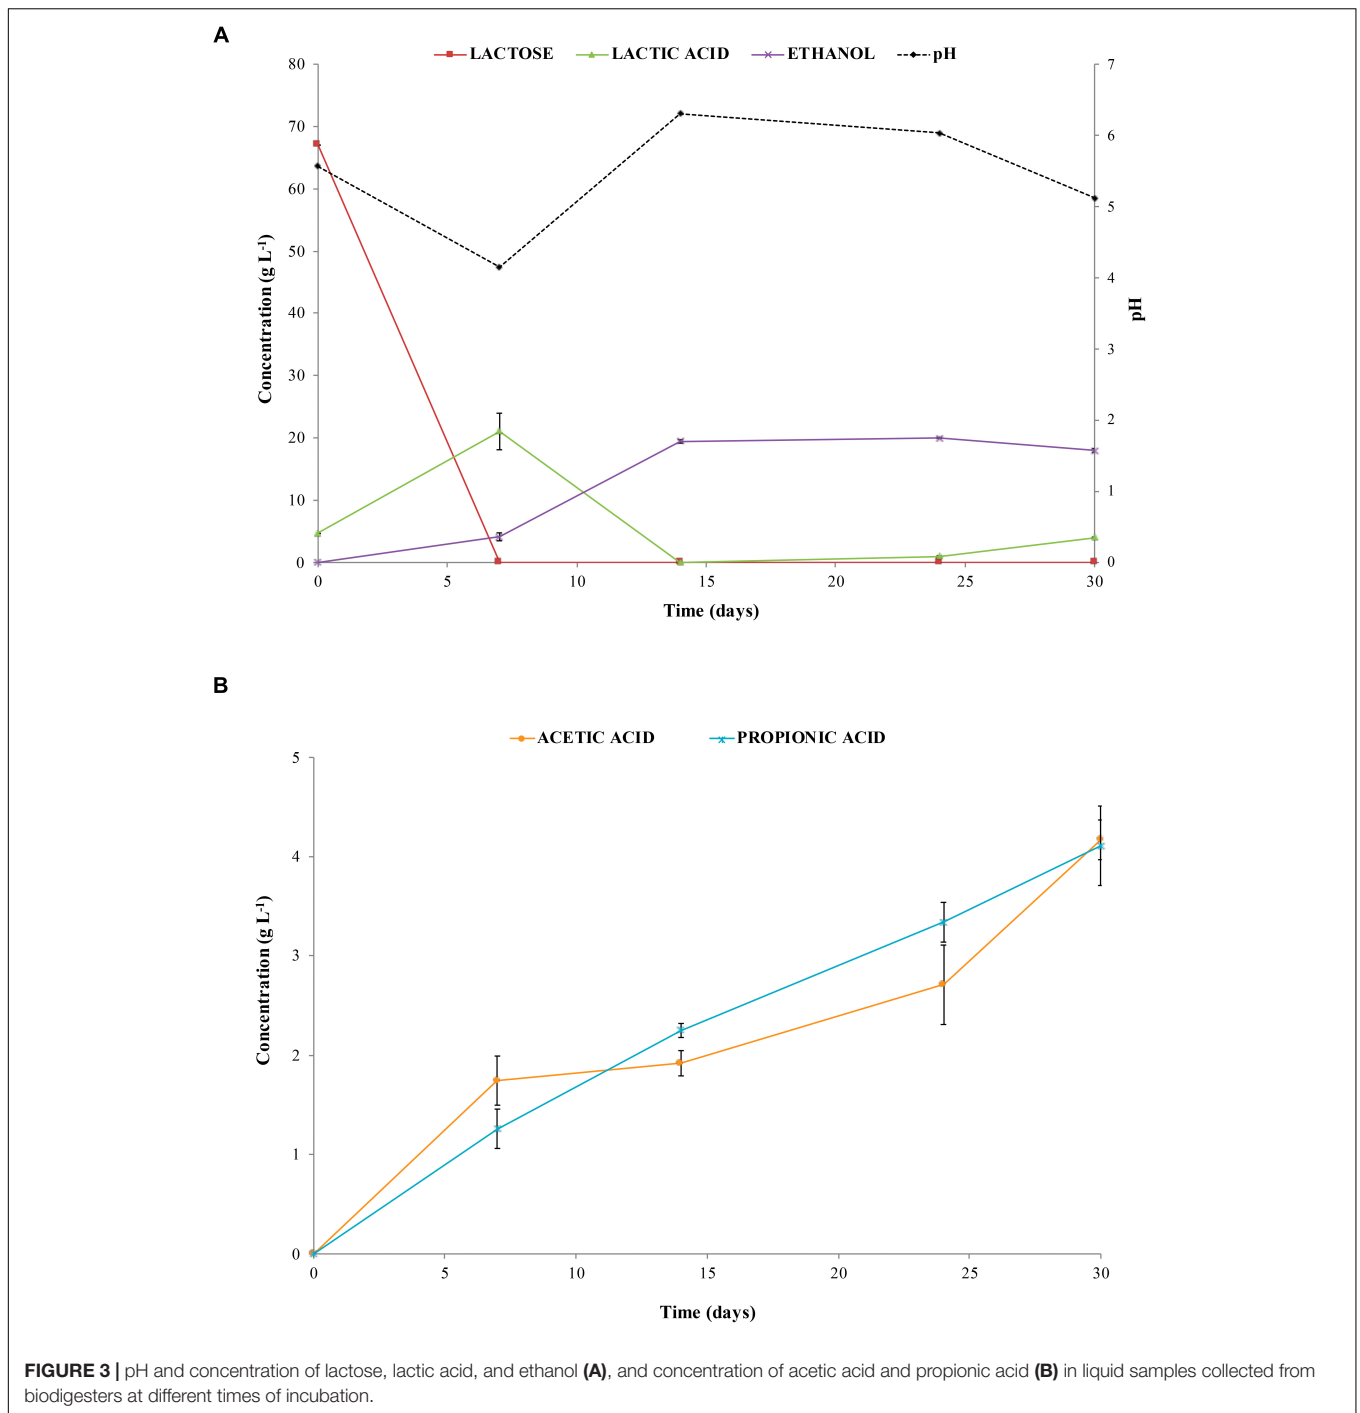 A
LACTOSE LACTIC ACID ETHANOL pH
80 7
70
6
60
5
50
4
40
3
30
2
20
1
10
0 0
Concentration (g L-1)
pH
0 5 10 15 20 25 30
Time (days)
B
ACETIC ACID PROPIONIC ACID
5
4
3
2
1
0
Concentration (g L-1)
0 5 10 15 20 25 30
Time (days)
FIGURE 3 | pH and concentration of lactose, lactic acid, and ethanol (A), and concentration of acetic acid and propionic acid (B) in liquid samples collected from
biodigesters at different times of incubation.